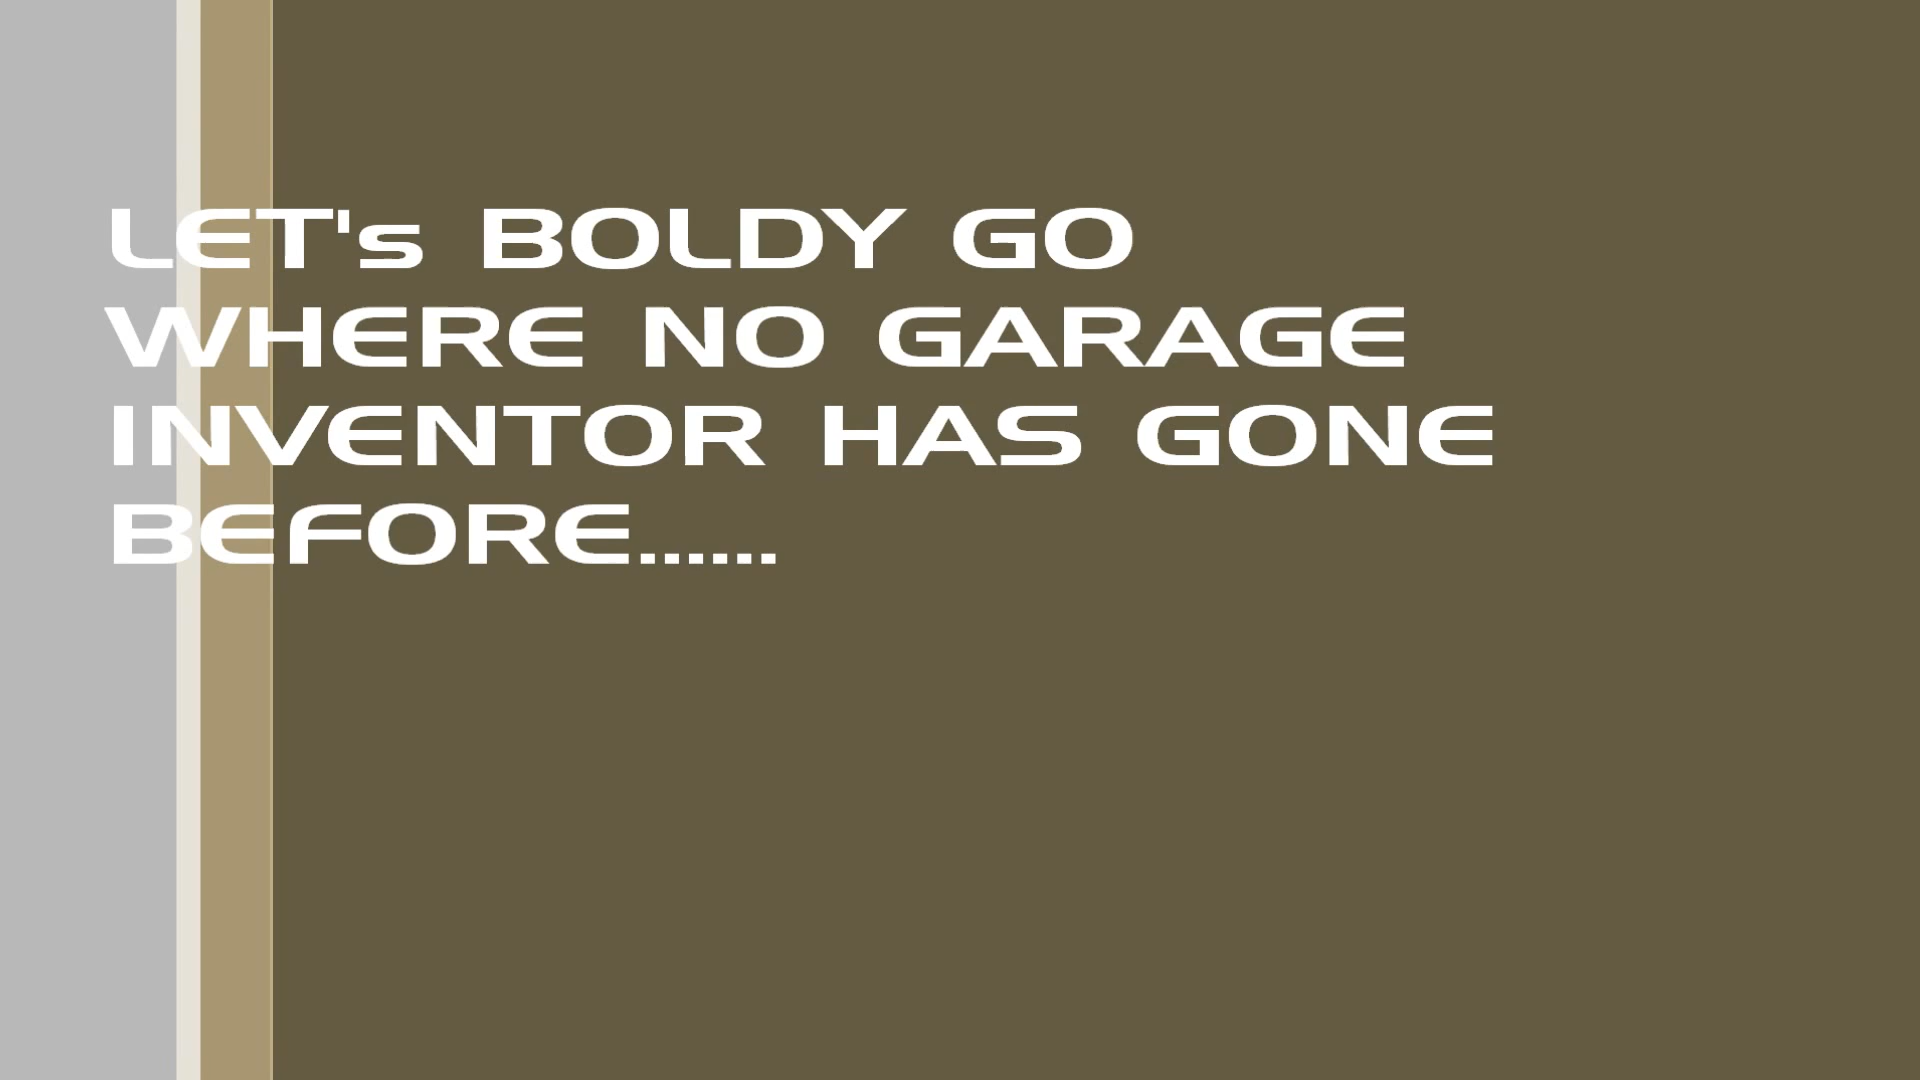 LET's BOLDY GO
WHERE NO GARAGE
INVENTOR HAS GONE
BEFORE......